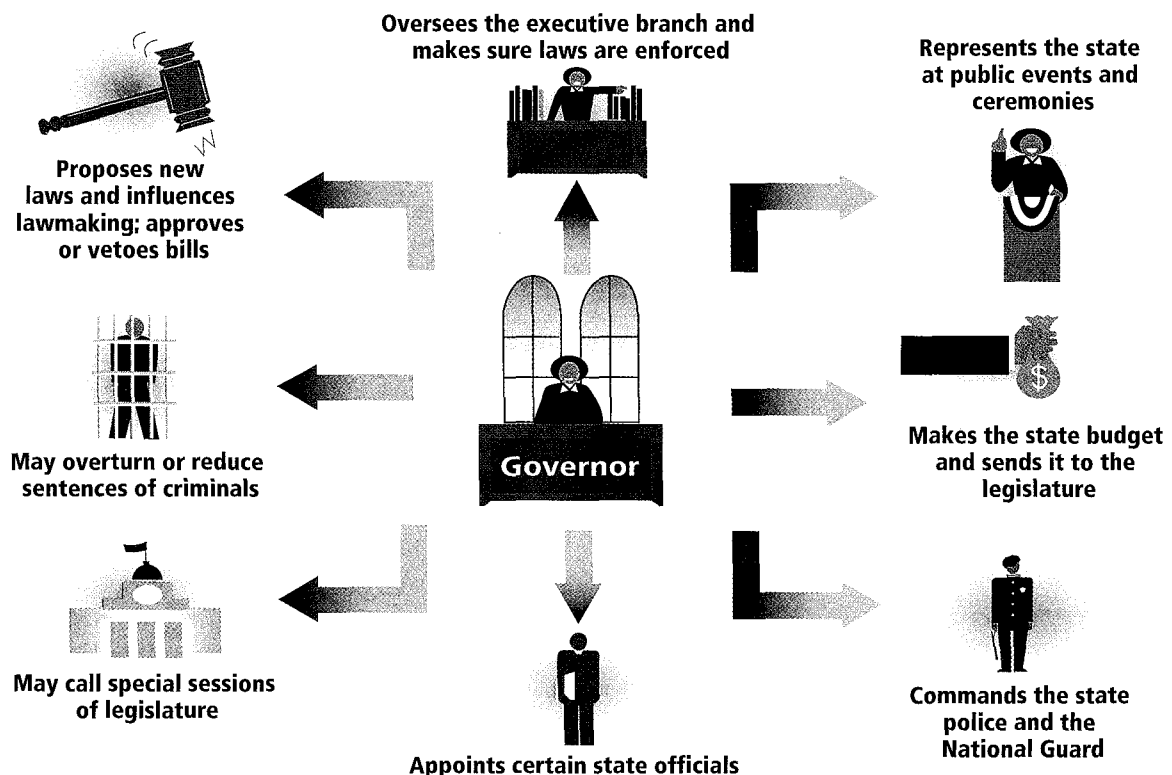 Oversees the executive branch and
makes sure laws are enforced
Represents the state
at public events and
ceremonies
Proposes new
laws and influences
lawmaking; approves
or vetoes bills
May overturn or reduce
sentences of criminals
Governor
$
Makes the state budget
and sends it to the
legislature
May call special sessions
of legislature
Appoints certain state officials
Commands the state
police and the
National Guard